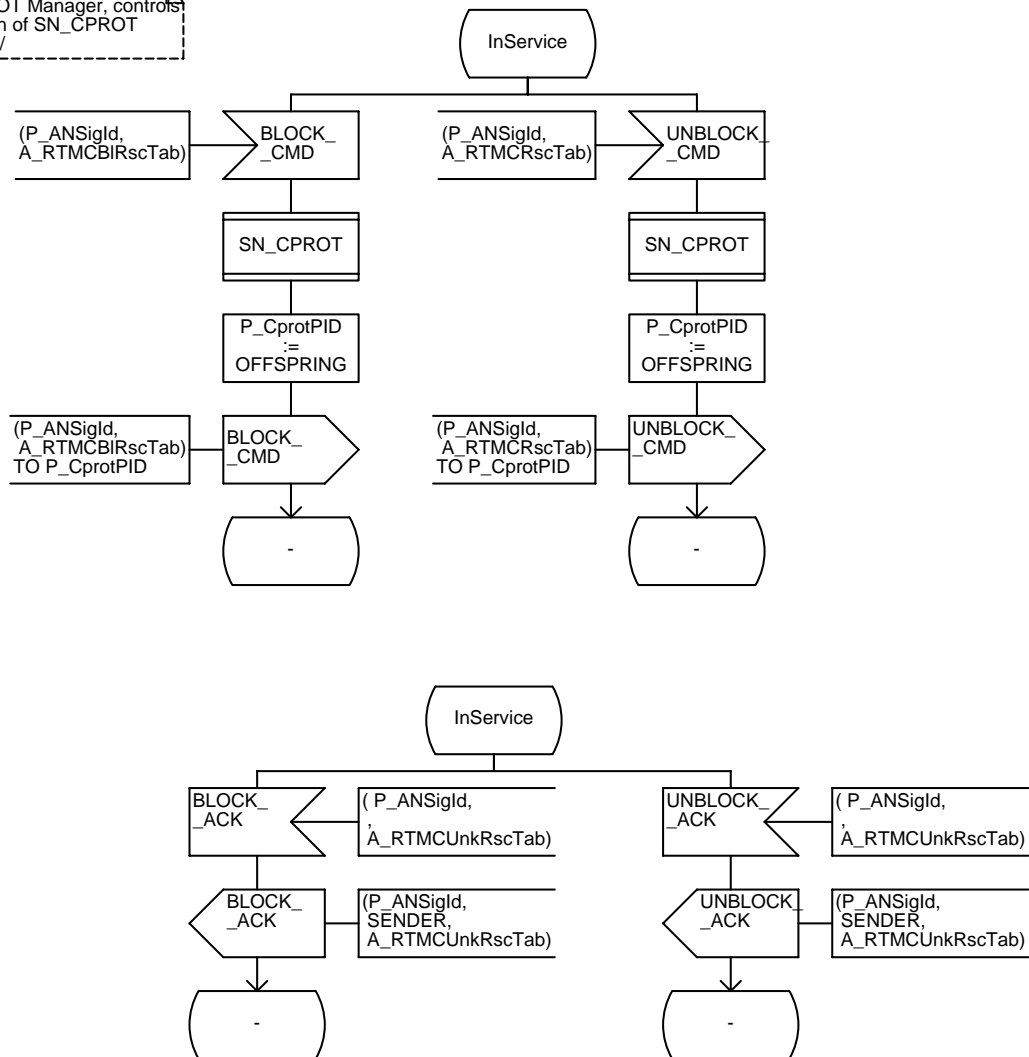 OT Manager, controls
n of SN_CPROT
/
InService
(P_ANSigId,
A_RTMCBlRscTab)
BLOCK_
_CMD
(P_ANSigId,
A_RTMCRscTab)
UNBLOCK_
_CMD
SN_CPROT
SN_CPROT
P_CprotPID
:=
OFFSPRING
P_CprotPID
:=
OFFSPRING
(P_ANSigId,
A_RTMCBlRscTab)
TO P_CprotPID
BLOCK_
_CMD
(P_ANSigId,
A_RTMCRscTab)
TO P_CprotPID
UNBLOCK_
_CMD
-
-
InService
BLOCK_
_ACK
( P_ANSigId,
,
A_RTMCUnkRscTab)
UNBLOCK_
_ACK
( P_ANSigId,
,
A_RTMCUnkRscTab)
BLOCK_
_ACK
(P_ANSigId,
SENDER,
A_RTMCUnkRscTab)
UNBLOCK_
_ACK
(P_ANSigId,
SENDER,
A_RTMCUnkRscTab)
-
-